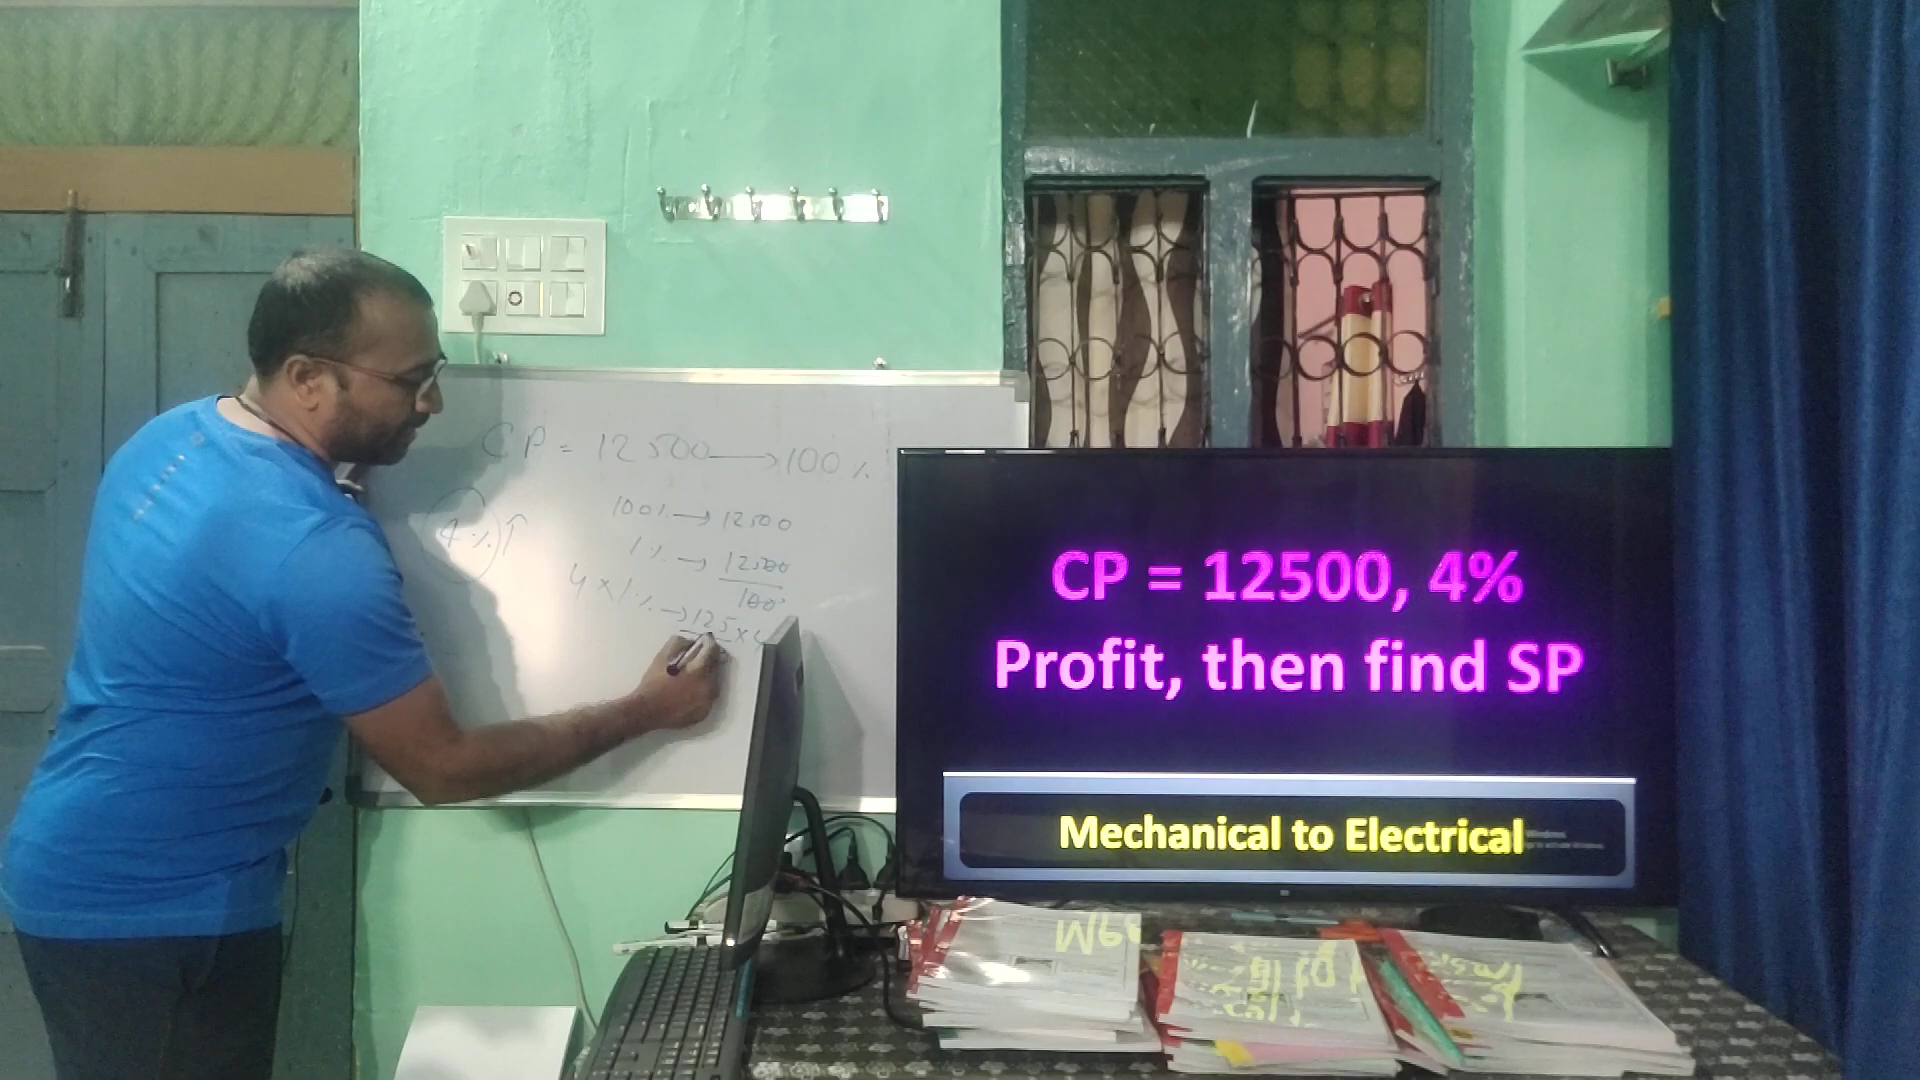 CP = 12500 → 100 %
4 % ↑
100% → 12500
1 % → 12500
100
4 × 1 % → 125 ×
CP = 12500, 4%
Profit, then find SP
Mechanical to Electrical